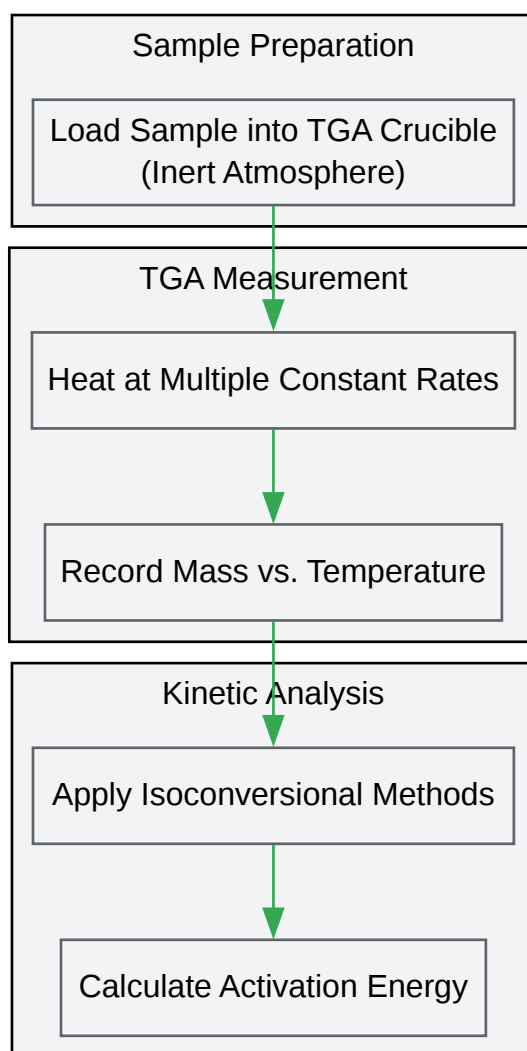 Sample Preparation
Load Sample into TGA Crucible
(Inert Atmosphere)
TGA Measurement
Heat at Multiple Constant Rates
Record Mass vs. Temperature
Kinetic Analysis
Apply Isoconversional Methods
Calculate Activation Energy